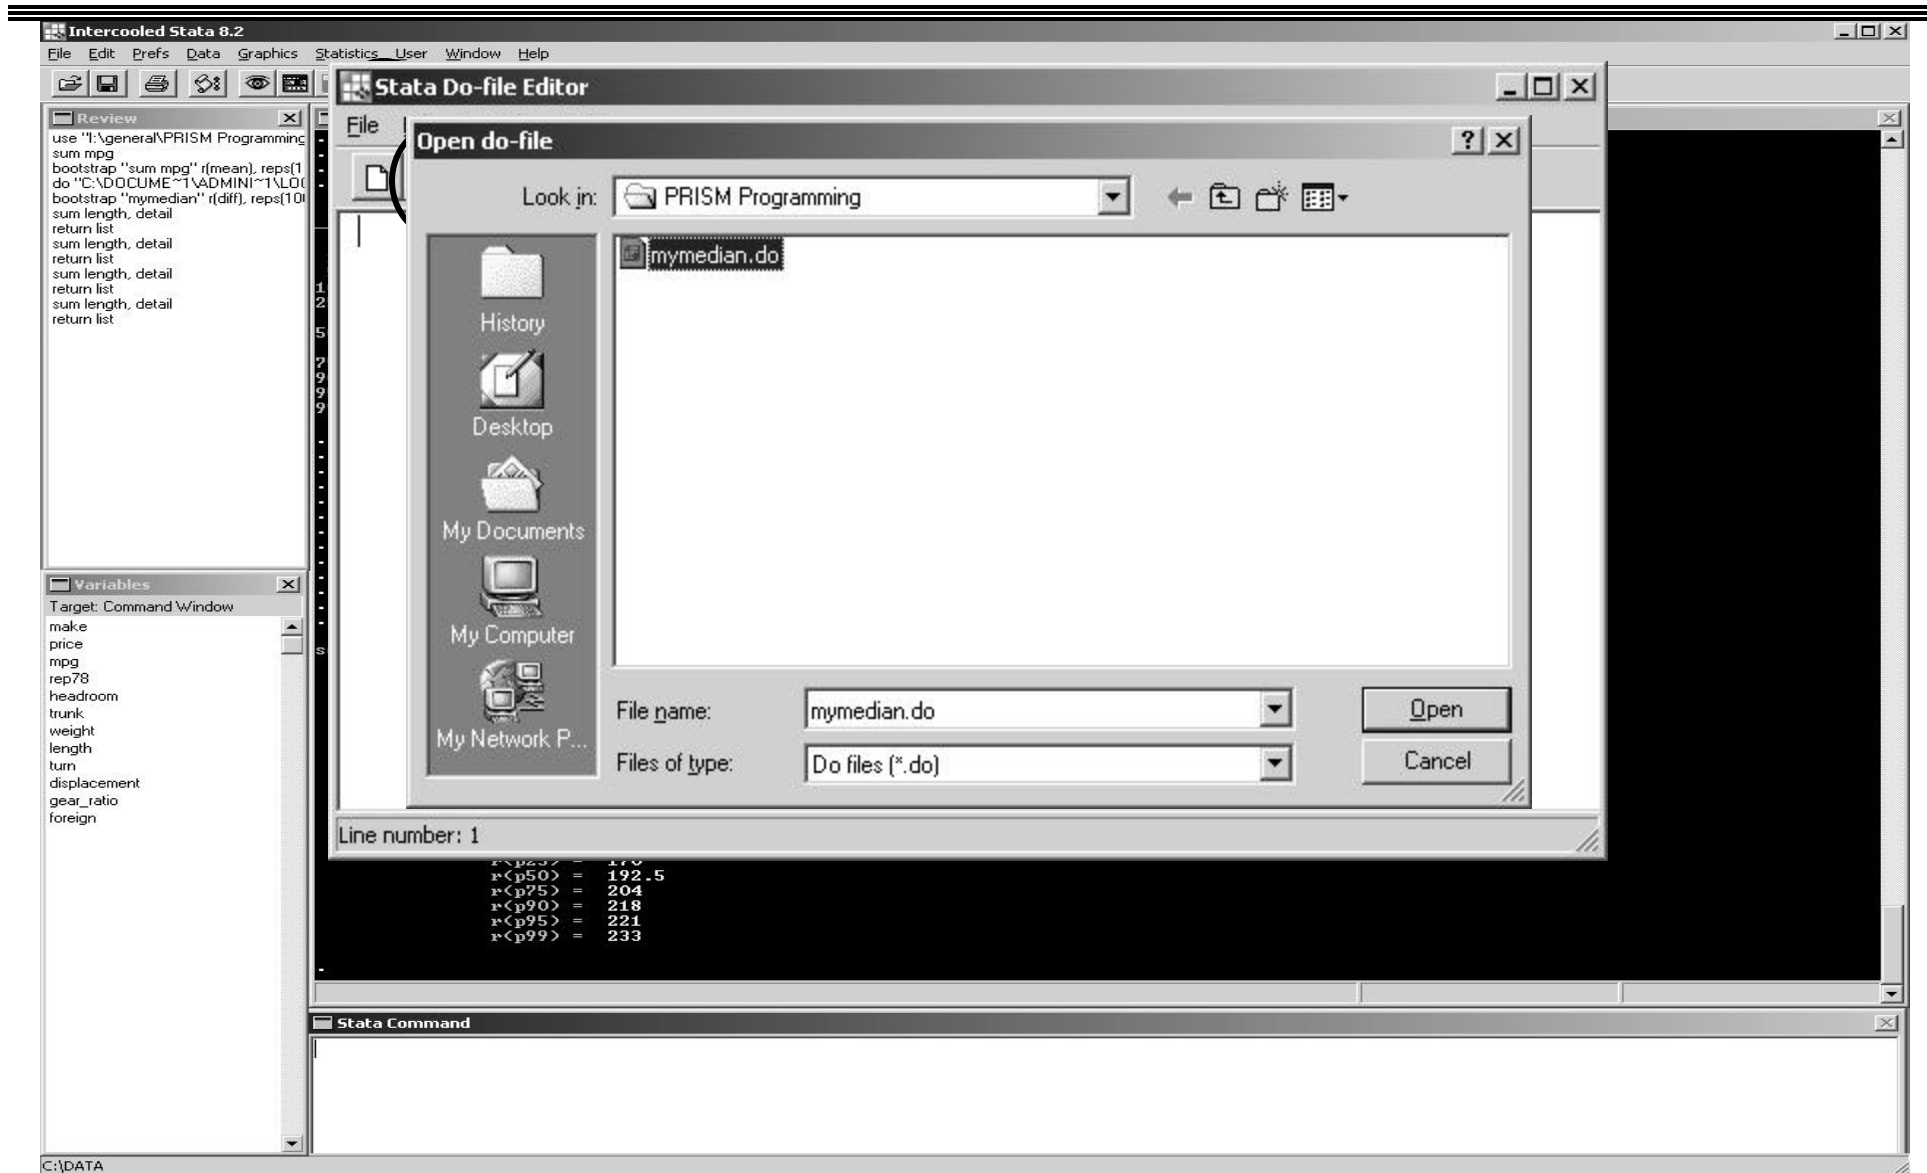 Intercooled Stata 8.2
File Edit Prefs Data Graphics Statistics User Window Help
Review
use "I:\general\PRISM Programming
sum mpg
bootstrap "sum mpg" r(mean), reps(1
do "C:\DOCUME~1\ADMINI~1\LO
bootstrap "mymedian" r(diff), reps(10
sum length, detail
return list
sum length, detail
return list
sum length, detail
return list
sum length, detail
return list
Variables
Target: Command Window
make
price
mpg
rep78
headroom
trunk
weight
length
turn
displacement
gear_ratio
foreign
Stata Do-file Editor
File
Open do-file
Look in: PRISM Programming
mymedian.do
History
Desktop
My Documents
My Computer
My Network P...
File name: mymedian.do
Open
Files of type: Do files (*.do)
Cancel
Line number: 1
r(p50) = 192.5
r(p75) = 204
r(p90) = 218
r(p95) = 221
r(p99) = 233
Stata Command
C:\DATA